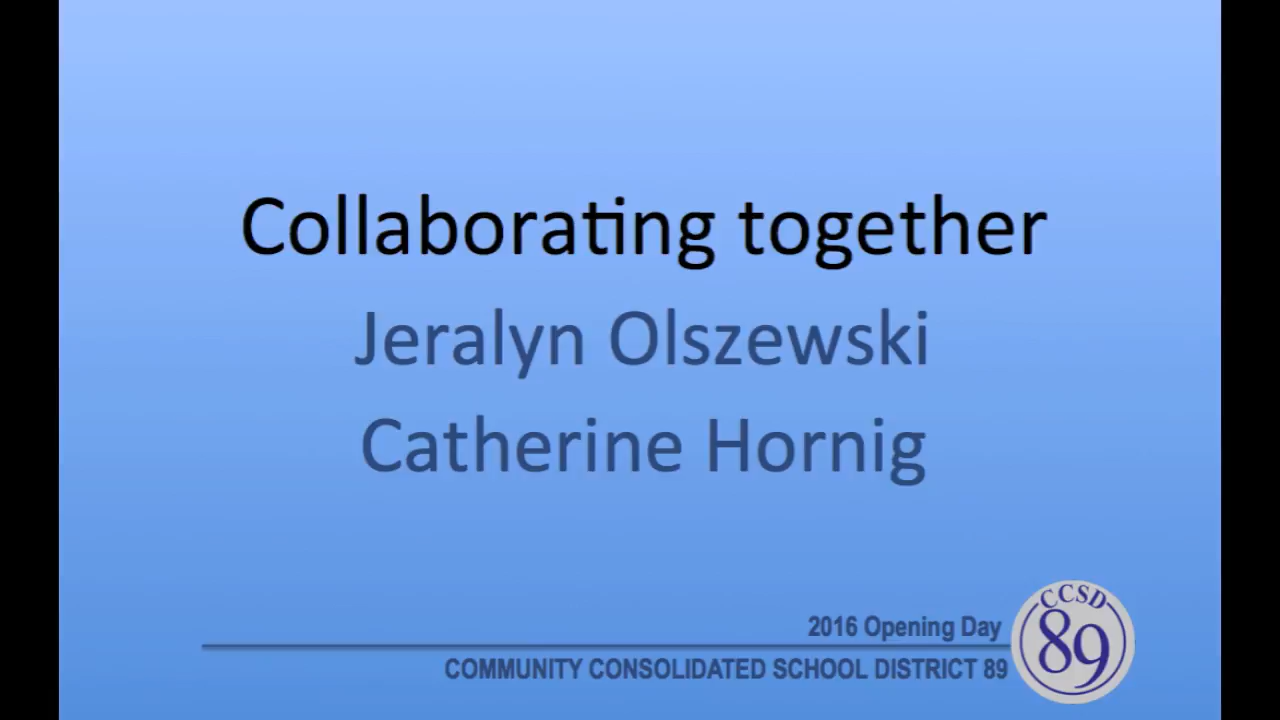 Collaborating together
Jeralyn Olszewski
Catherine Hornig
2016 Opening Day
COMMUNITY CONSOLIDATED SCHOOL DISTRICT 89
CCSD
89